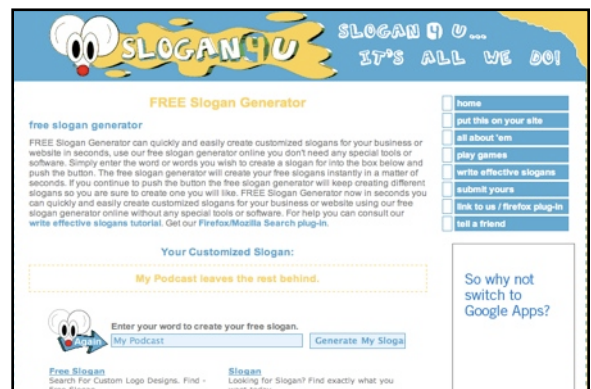 SLOGAN 4 U
SLOGAN 4 U...
IT'S ALL WE DO!
FREE Slogan Generator
free slogan generator
FREE Slogan Generator can quickly and easily create customized slogans for your business or
website in seconds, use our free slogan generator online you don't need any special tools or
software. Simply enter the word or words you wish to create a slogan for into the box below and
push the button. The free slogan generator will create your free slogans instantly in a matter of
seconds. If you continue to push the button the free slogan generator will keep creating different
slogans so you are sure to create one you will like. FREE Slogan Generator now in seconds you
can quickly and easily create customized slogans for your business or website using our free
slogan generator online without any special tools or software. For help you can consult our
write effective slogans tutorial. Get our Firefox/Mozilla Search plug-in.
Your Customized Slogan:
My Podcast leaves the rest behind.
Again
Enter your word to create your free slogan.
My Podcast
Generate My Sloga
Free Slogan
Search For Custom Logo Designs. Find -
Slogan
Looking for Slogan? Find exactly what you
home
put this on your site
all about 'em
play games
write effective slogans
submit yours
link to us / firefox plug-in
tell a friend
So why not
switch to
Google Apps?